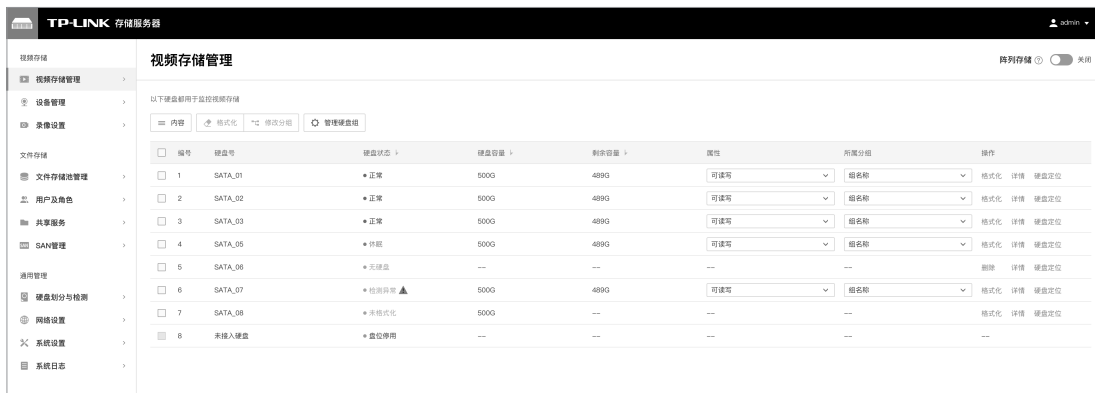 TP-LINK 存储服务器
admin
视频存储
视频存储管理
设备管理
录像设置
文件存储
文件存储池管理
用户及角色
共享服务
SAN管理
通用管理
硬盘划分与检测
网络设置
系统设置
系统日志
视频存储管理
阵列存储 ? 关闭
以下硬盘都用于监控视频存储
内容 格式化 修改分组 管理硬盘组
编号 硬盘号 硬盘状态 硬盘容量 剩余容量 属性 所属分组 操作
1 SATA_01 正常 500G 489G 可读写 组名称 格式化 详情 硬盘定位
2 SATA_02 正常 500G 489G 可读写 组名称 格式化 详情 硬盘定位
3 SATA_03 正常 500G 489G 可读写 组名称 格式化 详情 硬盘定位
4 SATA_05 休眠 500G 489G 可读写 组名称 格式化 详情 硬盘定位
5 SATA_06 无硬盘 -- -- -- -- 删除 详情 硬盘定位
6 SATA_07 检测异常 500G 489G 可读写 组名称 格式化 详情 硬盘定位
7 SATA_08 未格式化 500G -- -- -- 格式化 详情 硬盘定位
8 未接入硬盘 盘位停用 -- -- -- -- --